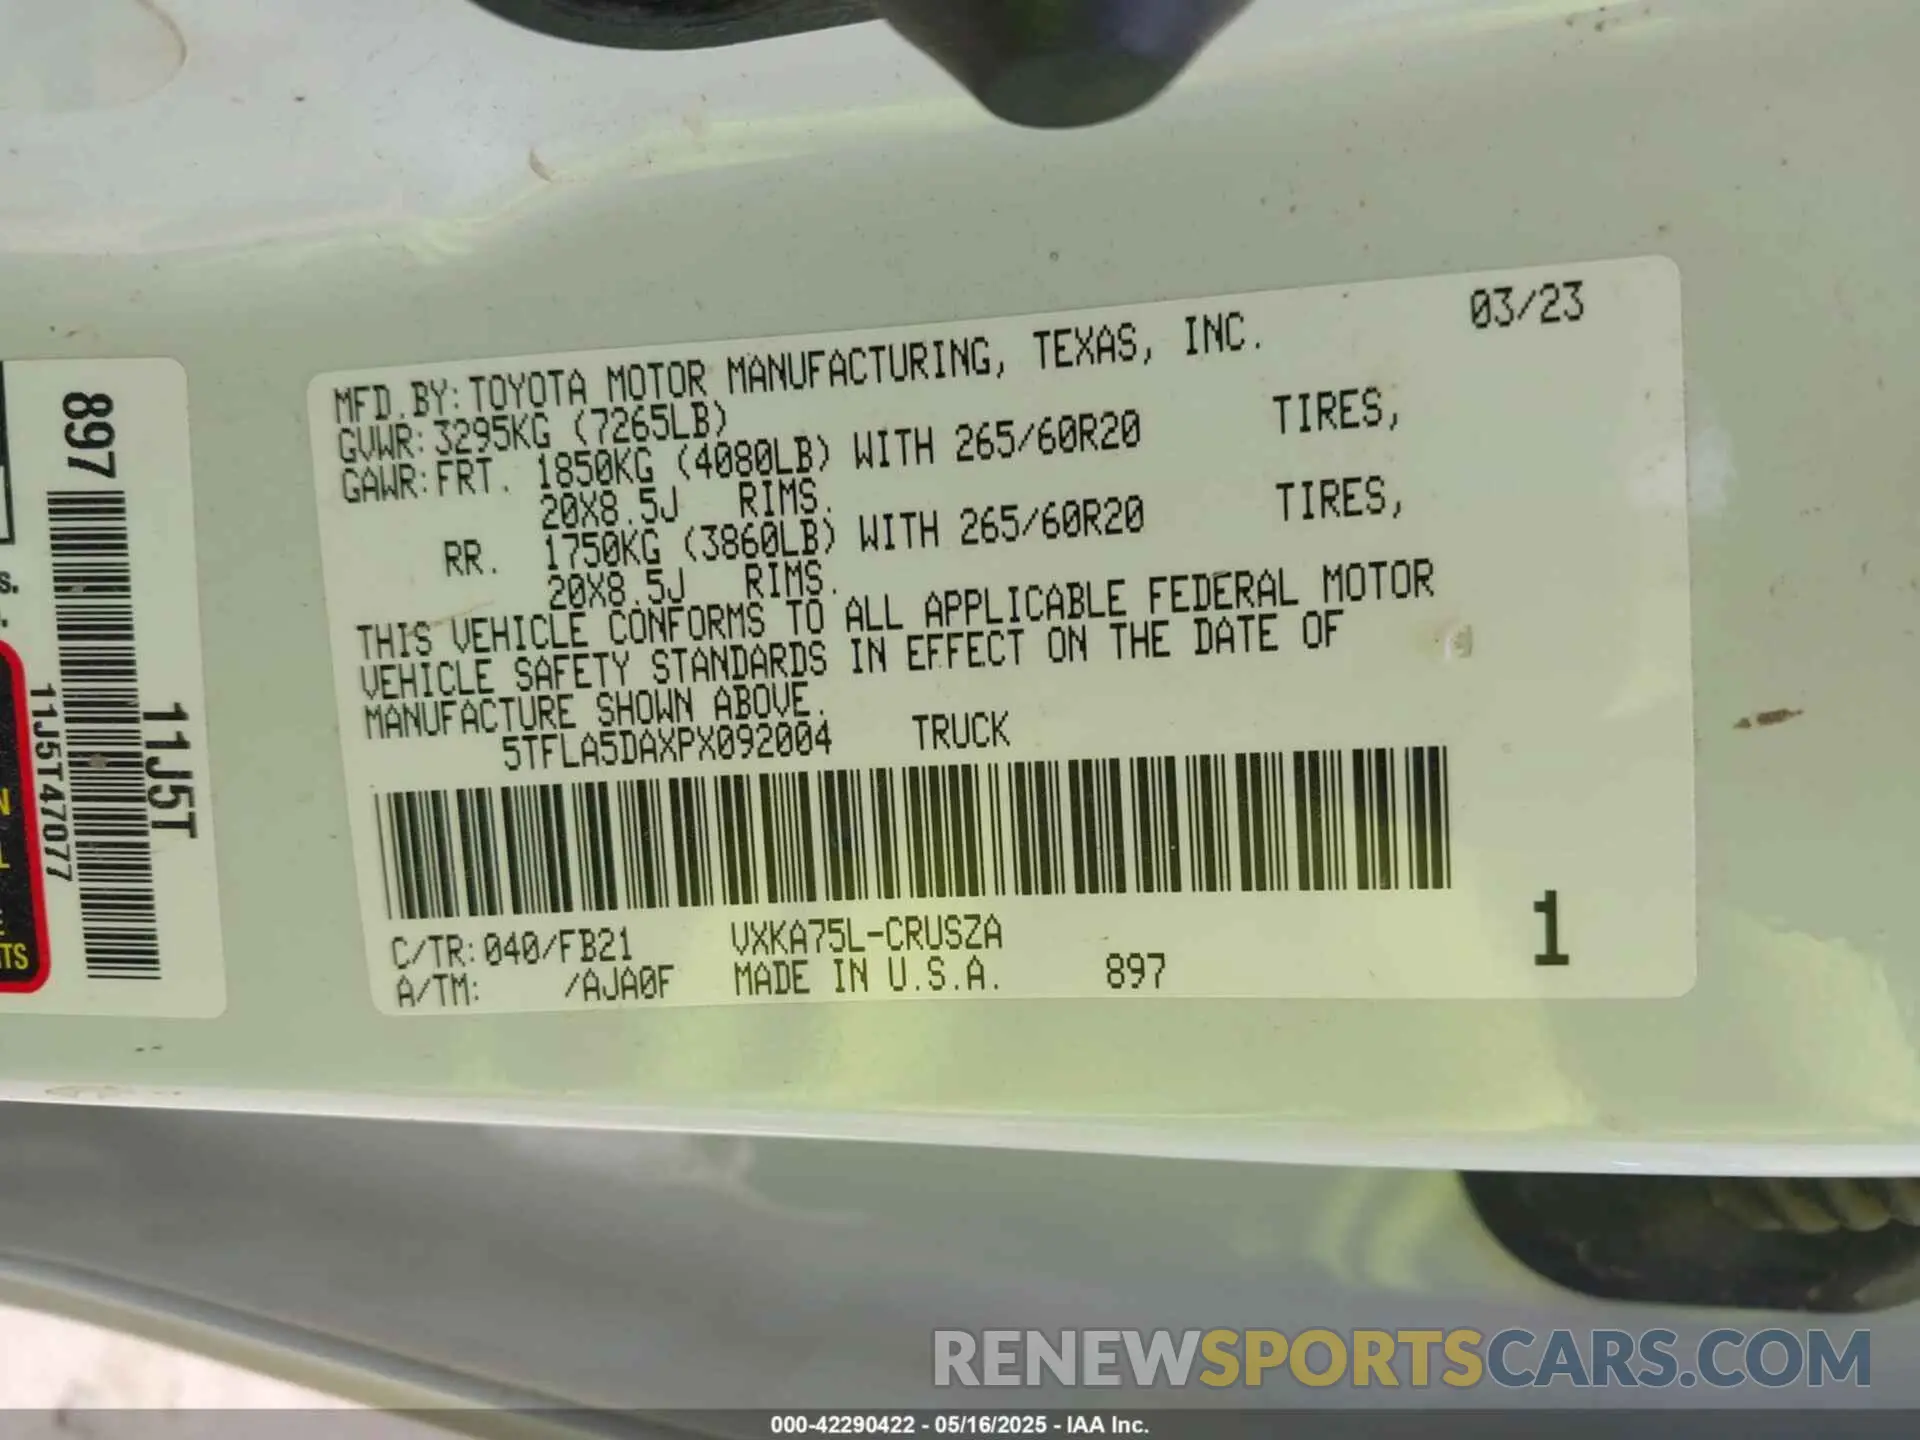 MFD.BY: TOYOTA MOTOR MANUFACTURING, TEXAS, INC. 03/23
GVWR: 3295KG (7265LB)
GAWR: FRT. 1850KG (4080LB) WITH 265/60R20 TIRES,
20X8.5J RIMS.
RR. 1750KG (3860LB) WITH 265/60R20 TIRES,
20X8.5J RIMS.
THIS VEHICLE CONFORMS TO ALL APPLICABLE FEDERAL MOTOR
VEHICLE SAFETY STANDARDS IN EFFECT ON THE DATE OF
MANUFACTURE SHOWN ABOVE.
5TFLA5DAXPX092004 TRUCK
C/TR: 040/FB21 VXKA75L-CRUSZA
A/TM: /AJA0F MADE IN U.S.A. 897
1
897
11J5T
11J5T47077
RENEWSPORTSCARS.COM
000-42290422 - 05/16/2025 - IAA Inc.